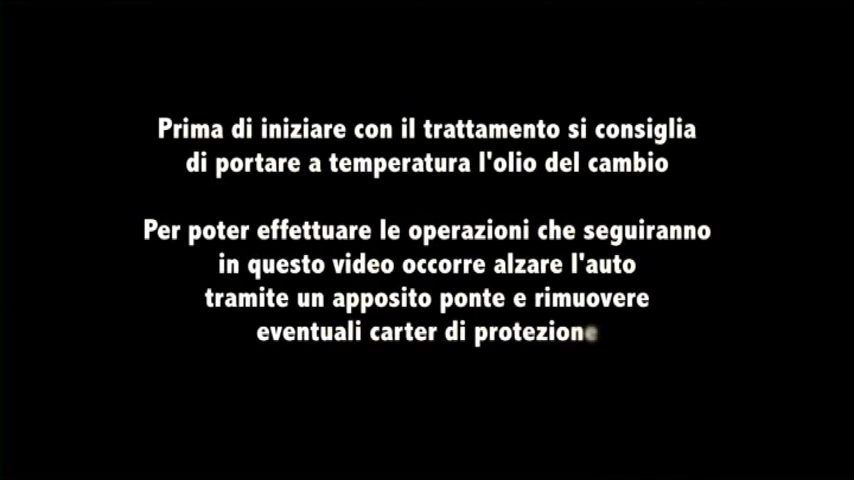 Prima di iniziare con il trattamento si consiglia
di portare a temperatura l'olio del cambio
Per poter effettuare le operazioni che seguiranno
in questo video occorre alzare l'auto
tramite un apposito ponte e rimuovere
eventuali carter di protezione